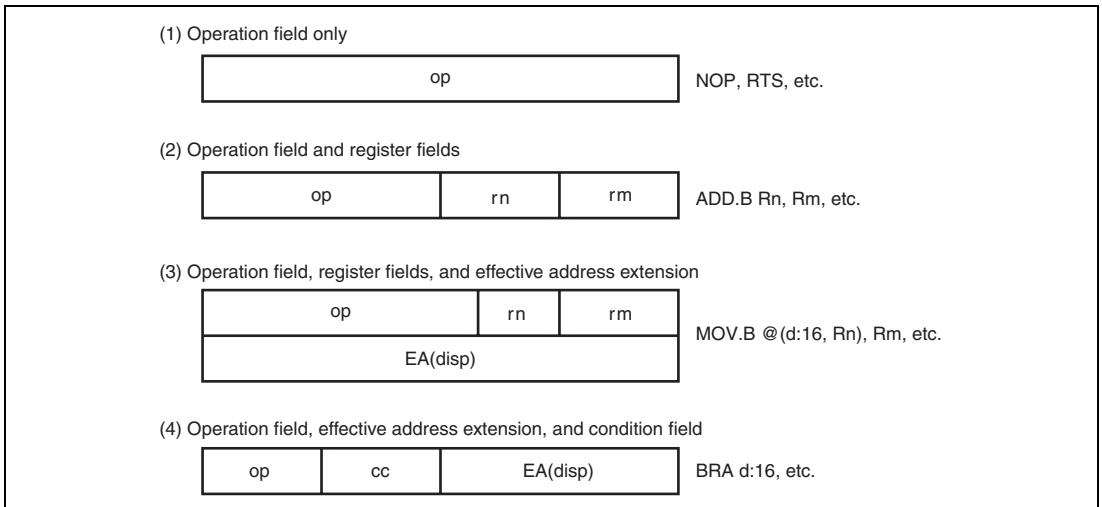 (1) Operation field only
op
NOP, RTS, etc.
(2) Operation field and register fields
op rn rm
ADD.B Rn, Rm, etc.
(3) Operation field, register fields, and effective address extension
op rn rm
EA(disp)
MOV.B @(d:16, Rn), Rm, etc.
(4) Operation field, effective address extension, and condition field
op cc EA(disp)
BRA d:16, etc.